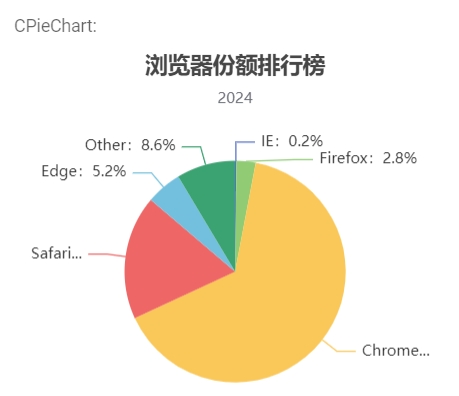 CPieChart:
浏览器份额排行榜
2024
IE：0.2%
Other：8.6%
Firefox：2.8%
Edge：5.2%
Safari...
Chrome...